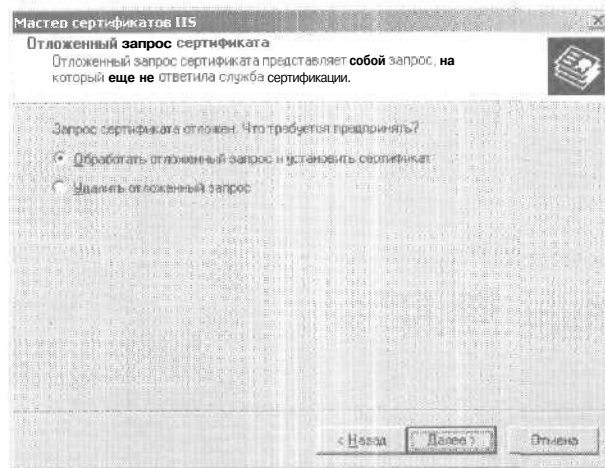 Мастер сертификатов IIS
Отложенный запрос сертификата
Отложенный запрос сертификата представляет собой запрос, на
который еще не ответила служба сертификации.
Запрос сертификата отложен. Что требуется предпринять?
Обработать отложенный запрос и установить сертификат
Удалить отложенный запрос
< Назад Далее > Отмена